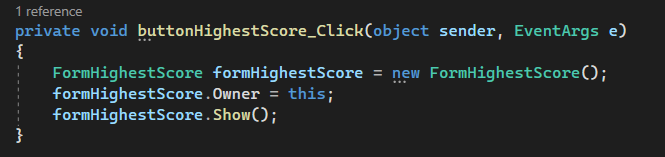 1 reference
private void buttonHighestScore_Click(object sender, EventArgs e)
{
    FormHighestScore formHighestScore = new FormHighestScore();
    formHighestScore.Owner = this;
    formHighestScore.Show();
}